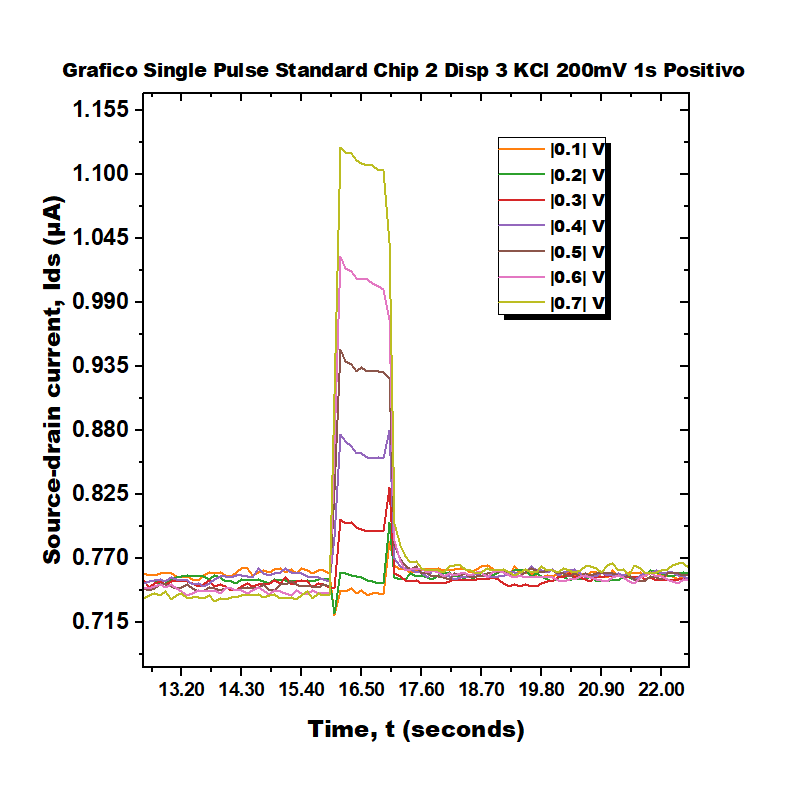 Grafico Single Pulse Standard Chip 2 Disp 3 KCl 200mV 1s Positivo
1.155
1.100
1.045
0.990
0.935
0.880
0.825
0.770
0.715
Source-drain current, Ids (µA)
|0.1| V
|0.2| V
|0.3| V
|0.4| V
|0.5| V
|0.6| V
|0.7| V
13.20 14.30 15.40 16.50 17.60 18.70 19.80 20.90 22.00
Time, t (seconds)